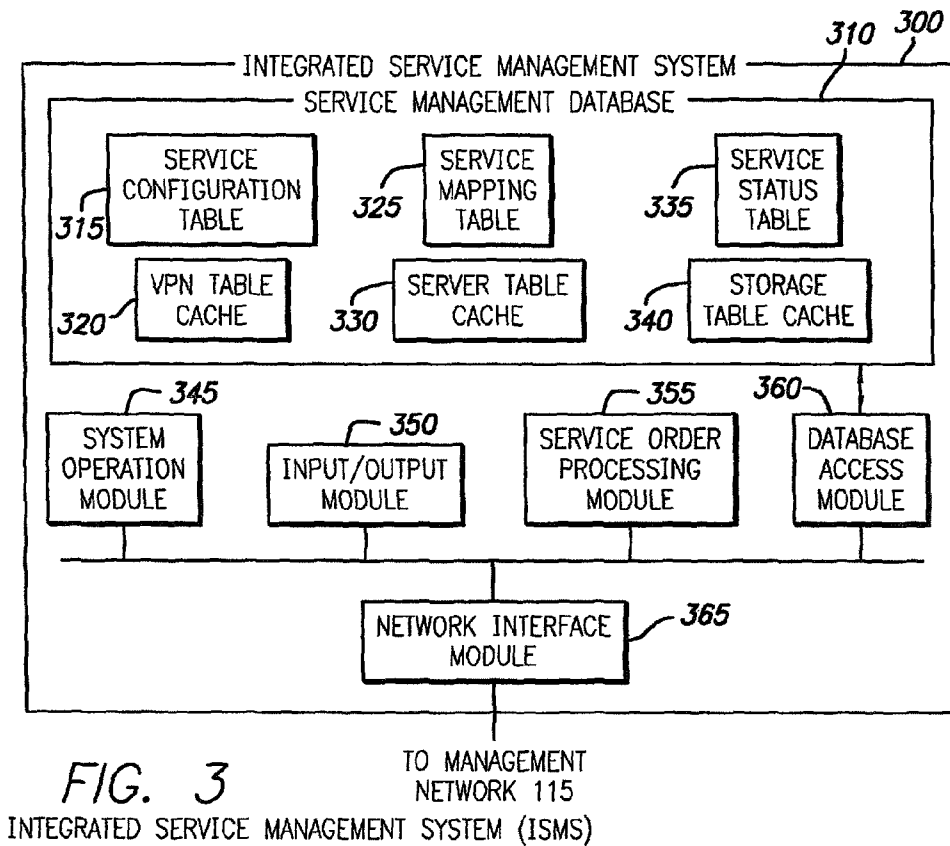 300
310
INTEGRATED SERVICE MANAGEMENT SYSTEM
SERVICE MANAGEMENT DATABASE
SERVICE
CONFIGURATION
TABLE
315
SERVICE
MAPPING
TABLE
325
SERVICE
STATUS
TABLE
335
VPN TABLE
CACHE
320
SERVER TABLE
CACHE
330
STORAGE
TABLE CACHE
340
345
SYSTEM
OPERATION
MODULE
350
INPUT/OUTPUT
MODULE
355
SERVICE ORDER
PROCESSING
MODULE
360
DATABASE
ACCESS
MODULE
NETWORK INTERFACE
MODULE
365
TO MANAGEMENT
NETWORK 115
FIG. 3
INTEGRATED SERVICE MANAGEMENT SYSTEM (ISMS)